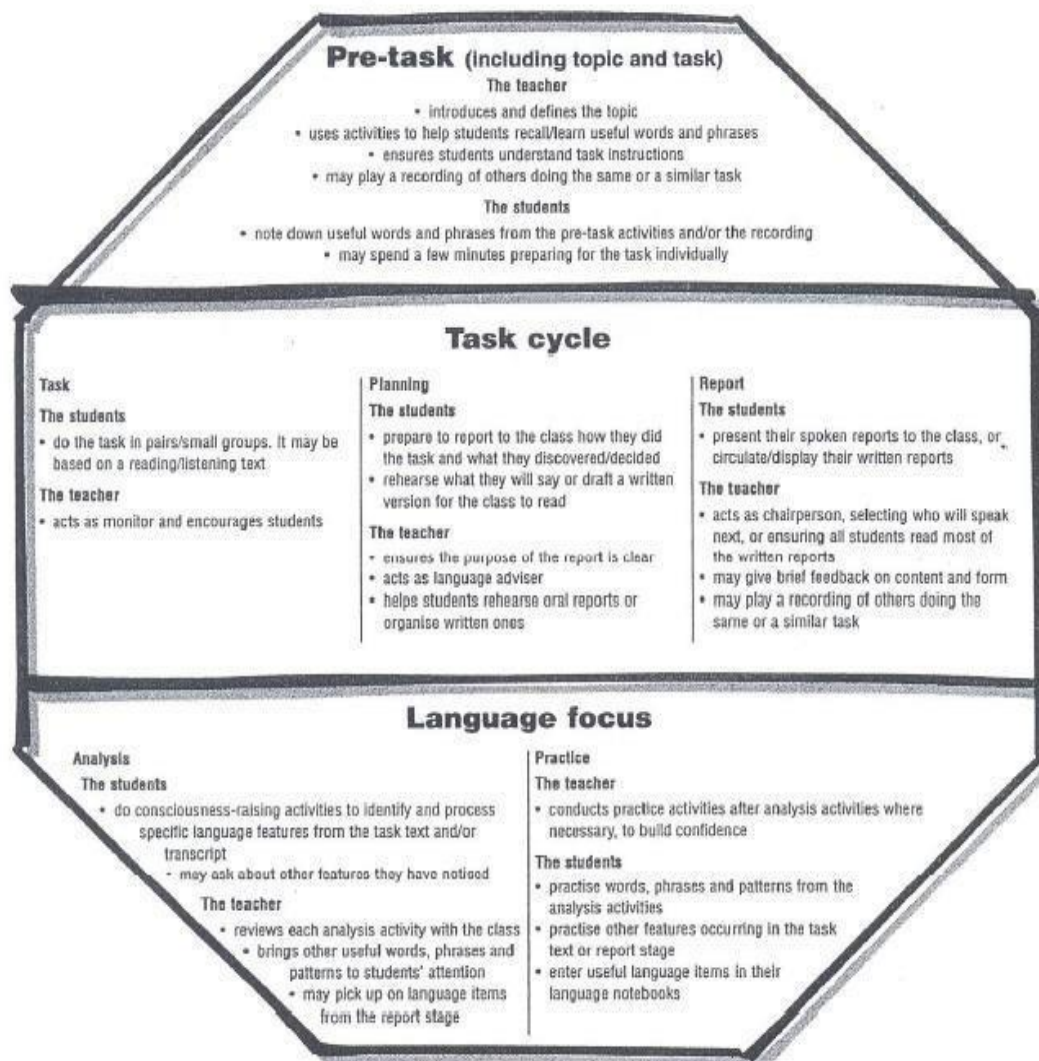 Pre-task (including topic and task)
The teacher
• introduces and defines the topic
• uses activities to help students recall/learn useful words and phrases
• ensures students understand task instructions
• may play a recording of others doing the same or a similar task
The students
• note down useful words and phrases from the pre-task activities and/or the recording
• may spend a few minutes preparing for the task individually
Task cycle
Task
The students
• do the task in pairs/small groups. It may be
based on a reading/listening text
The teacher
• acts as monitor and encourages students
Planning
The students
• prepare to report to the class how they did
the task and what they discovered/decided
• rehearse what they will say or draft a written
version for the class to read
The teacher
- ensures the purpose of the report is clear
• acts as language adviser
• helps students rehearse oral reports or
organise written ones
Report
The students
• present their spoken reports to the class, or
circulate/display their written reports
The teacher
• acts as chairperson, selecting who will speak
next, or ensuring all students read most of
the written reports
• may give brief feedback on content and form
• may play a recording of others doing the
same or a similar task
Language focus
Analysis
The students
• do consciousness-raising activities to identify and process
specific language features from the task text and/or
transcript
- may ask about other features they have noticed
The teacher
• reviews each analysis activity with the class
• brings other useful words, phrases and
patterns to students' attention
• may pick up on language items
from the report stage
Practice
The teacher
• conducts practice activities after analysis activities where
necessary, to build confidence
The students
• practise words, phrases and patterns from the
analysis activities
• practise other features occurring in the task
text or report stage
• enter useful language items in their
language notebooks